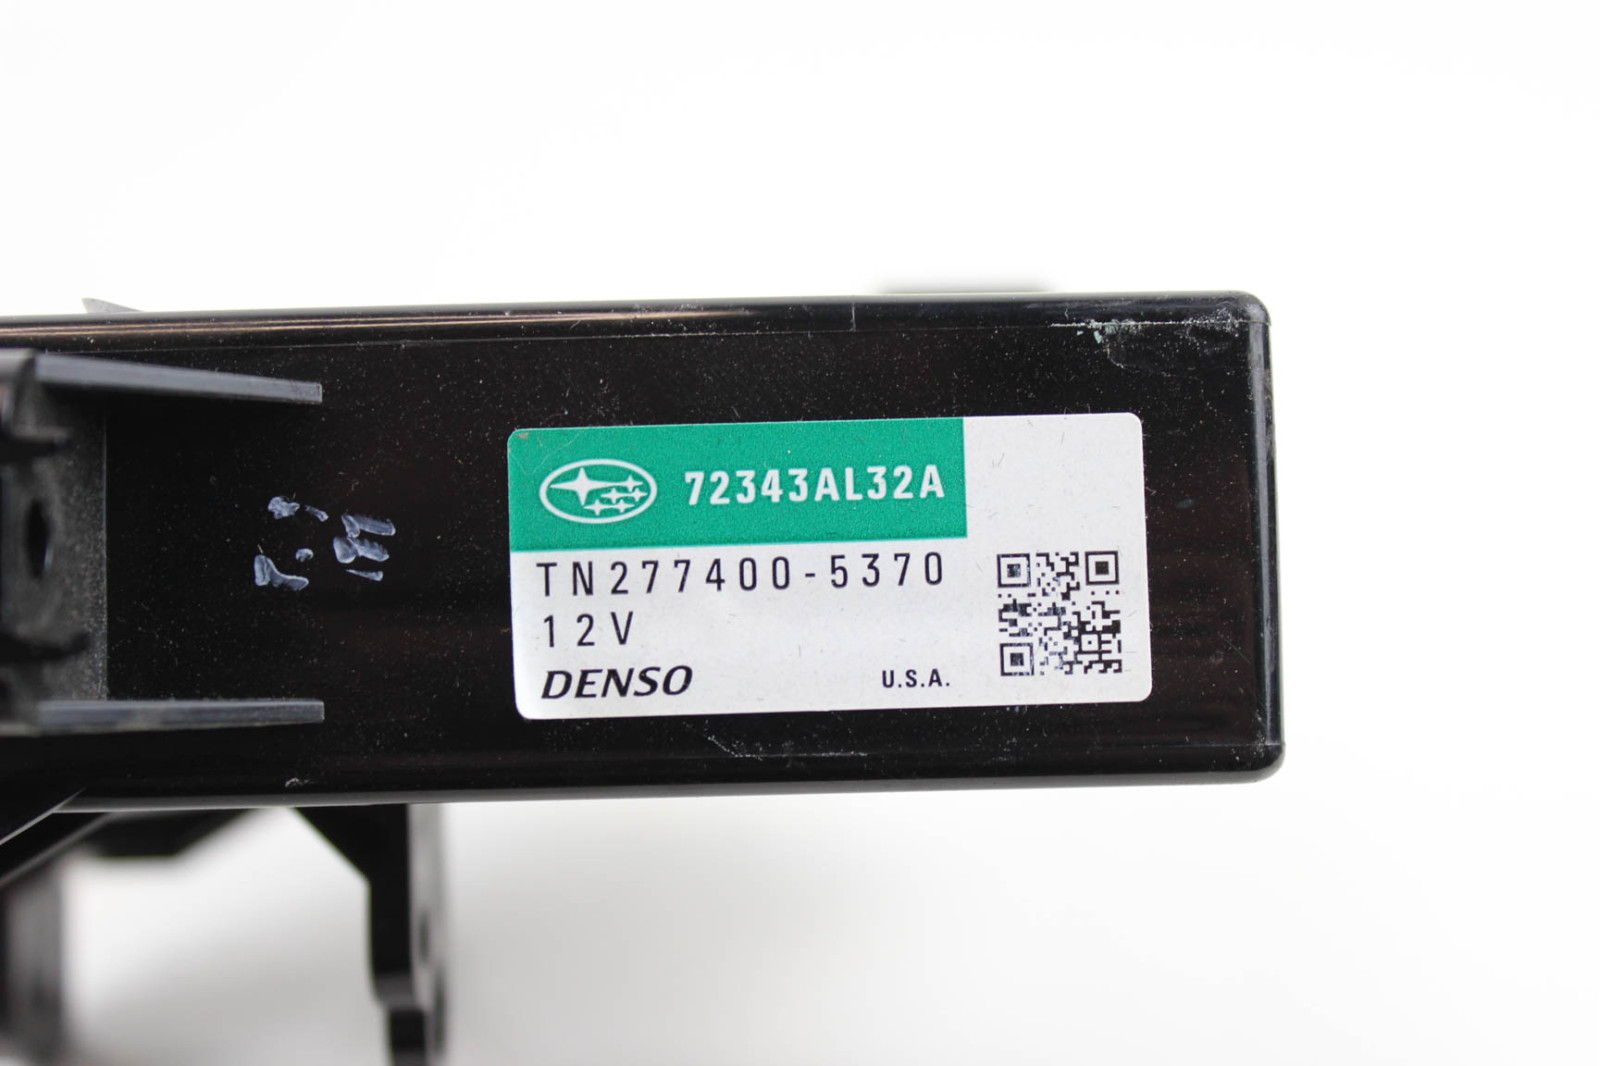 72343AL32A
TN277400-5370
12V
DENSO
U.S.A.